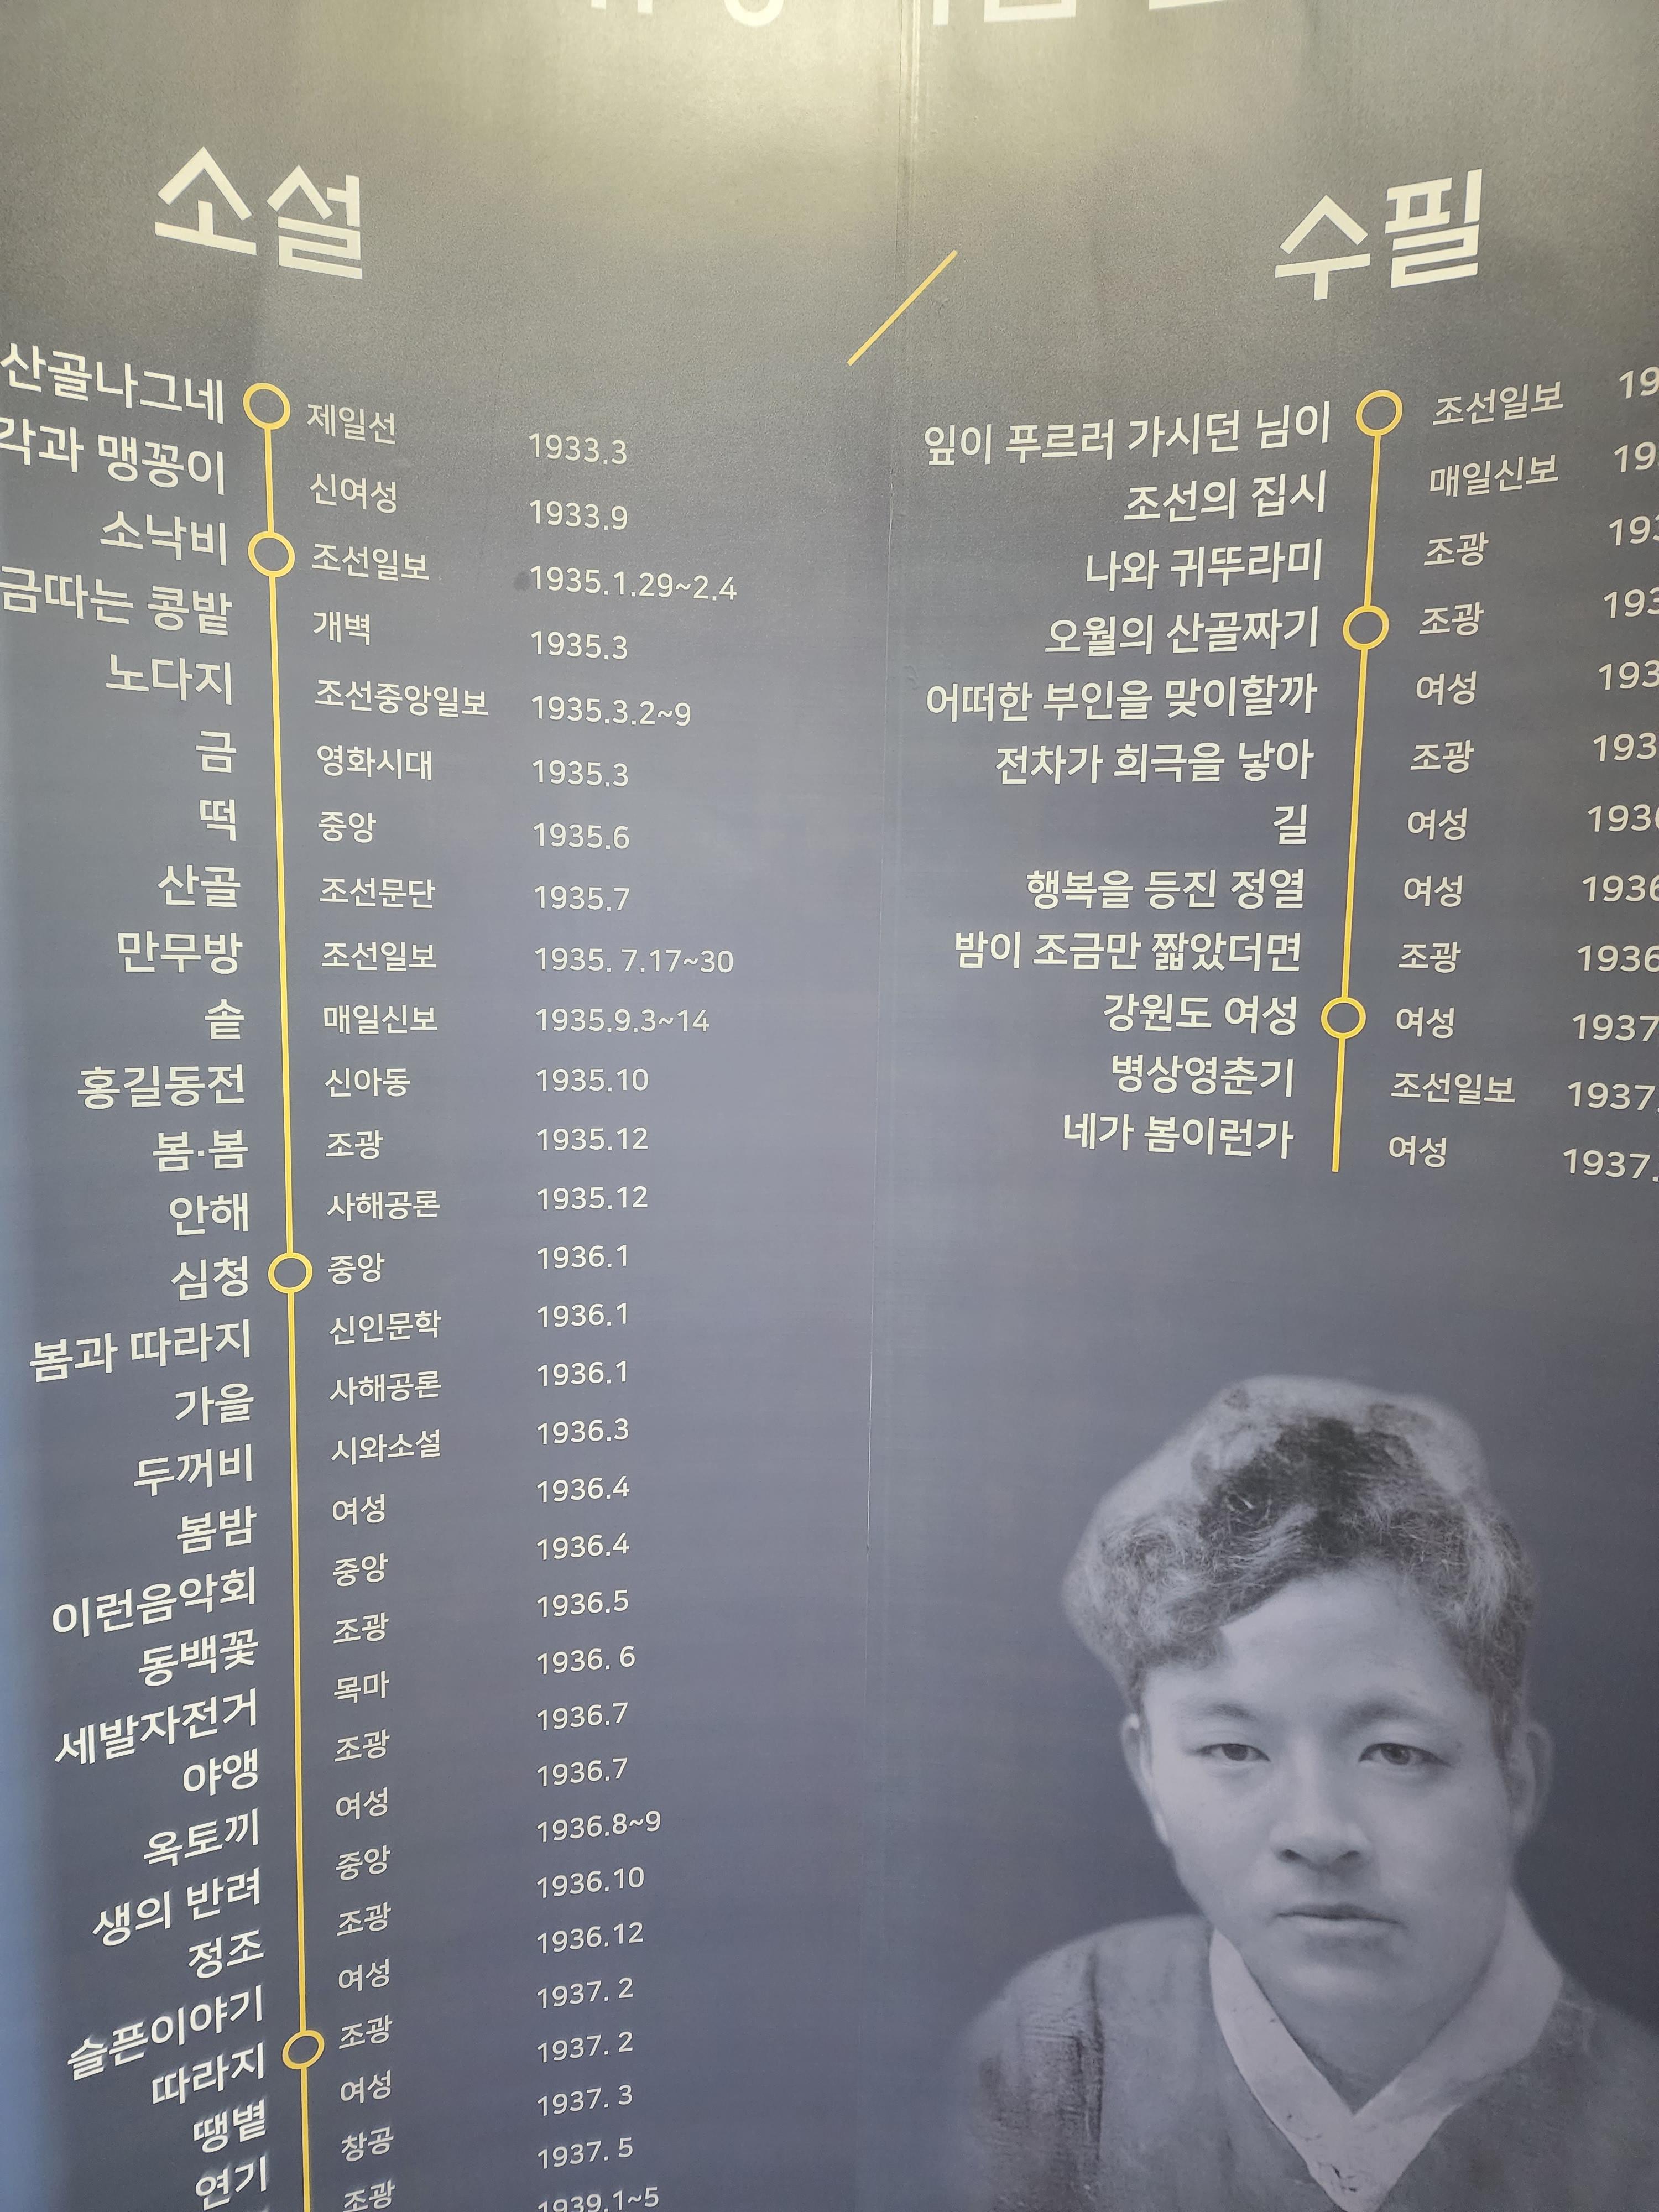 소설
산골나그네 제일선 1933.3
각과 맹꽁이 신여성 1933.9
소낙비 조선일보 1935.1.29~2.4
금따는 콩밭 개벽 1935.3
노다지 조선중앙일보 1935.3.2~9
금 영화시대 1935.3
떡 중앙 1935.6
산골 조선문단 1935.7
만무방 조선일보 1935. 7.17~30
솥 매일신보 1935.9.3~14
홍길동전 신아동 1935.10
봄·봄 조광 1935.12
안해 사해공론 1935.12
심청 중앙 1936.1
봄과 따라지 신인문학 1936.1
가을 사해공론 1936.1
두꺼비 시와소설 1936.3
봄밤 여성 1936.4
이런음악회 중앙 1936.4
동백꽃 조광 1936.5
세발자전거 목마 1936. 6
야앵 조광 1936.7
옥토끼 여성 1936.7
생의 반려 중앙 1936.8~9
정조 조광 1936.10
슬픈이야기 여성 1936.12
따라지 조광 1937. 2
땡볕 여성 1937. 2
연기 창공 1937. 3
조광 1937. 5
1939.1~5
수필
잎이 푸르러 가시던 님이 조선일보 19
조선의 집시 매일신보 19
나와 귀뚜라미 조광 193
오월의 산골짜기 조광 193
어떠한 부인을 맞이할까 여성 193
전차가 희극을 낳아 조광 193
길 여성 1936
행복을 등진 정열 여성 1936
밤이 조금만 짧았더면 조광 1936
강원도 여성 여성 1937
병상영춘기 조선일보 1937.
네가 봄이런가 여성 1937.